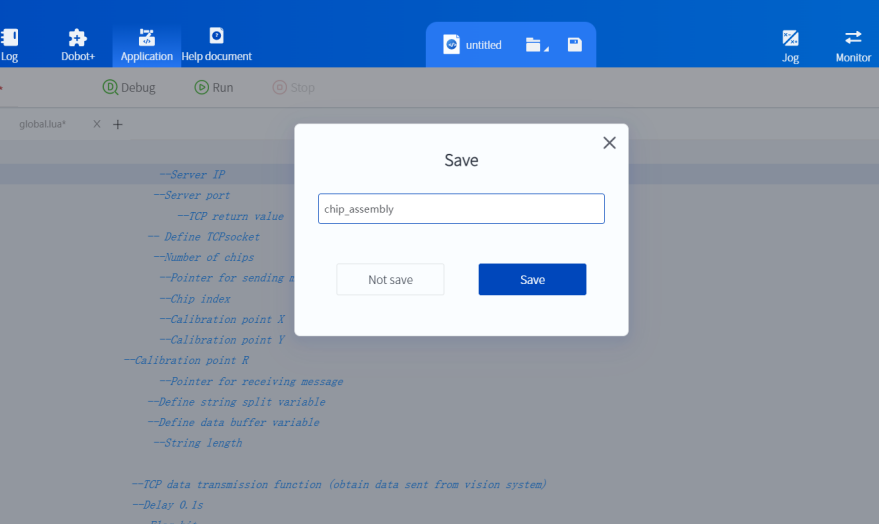 Log
Dobot+
Application
Help document
untitled
Jog
Monitor
Debug
Run
Stop
global.lua*
Save
chip_assembly
Not save
Save
--Server IP
--Server port
--TCP return value
-- Define TCPsocket
--Number of chips
--Pointer for sending
--Chip index
--Calibration point X
--Calibration point Y
--Calibration point R
--Pointer for receiving message
--Define string split variable
--Define data buffer variable
--String length
--TCP data transmission function (obtain data sent from vision system)
--Delay 0.1s